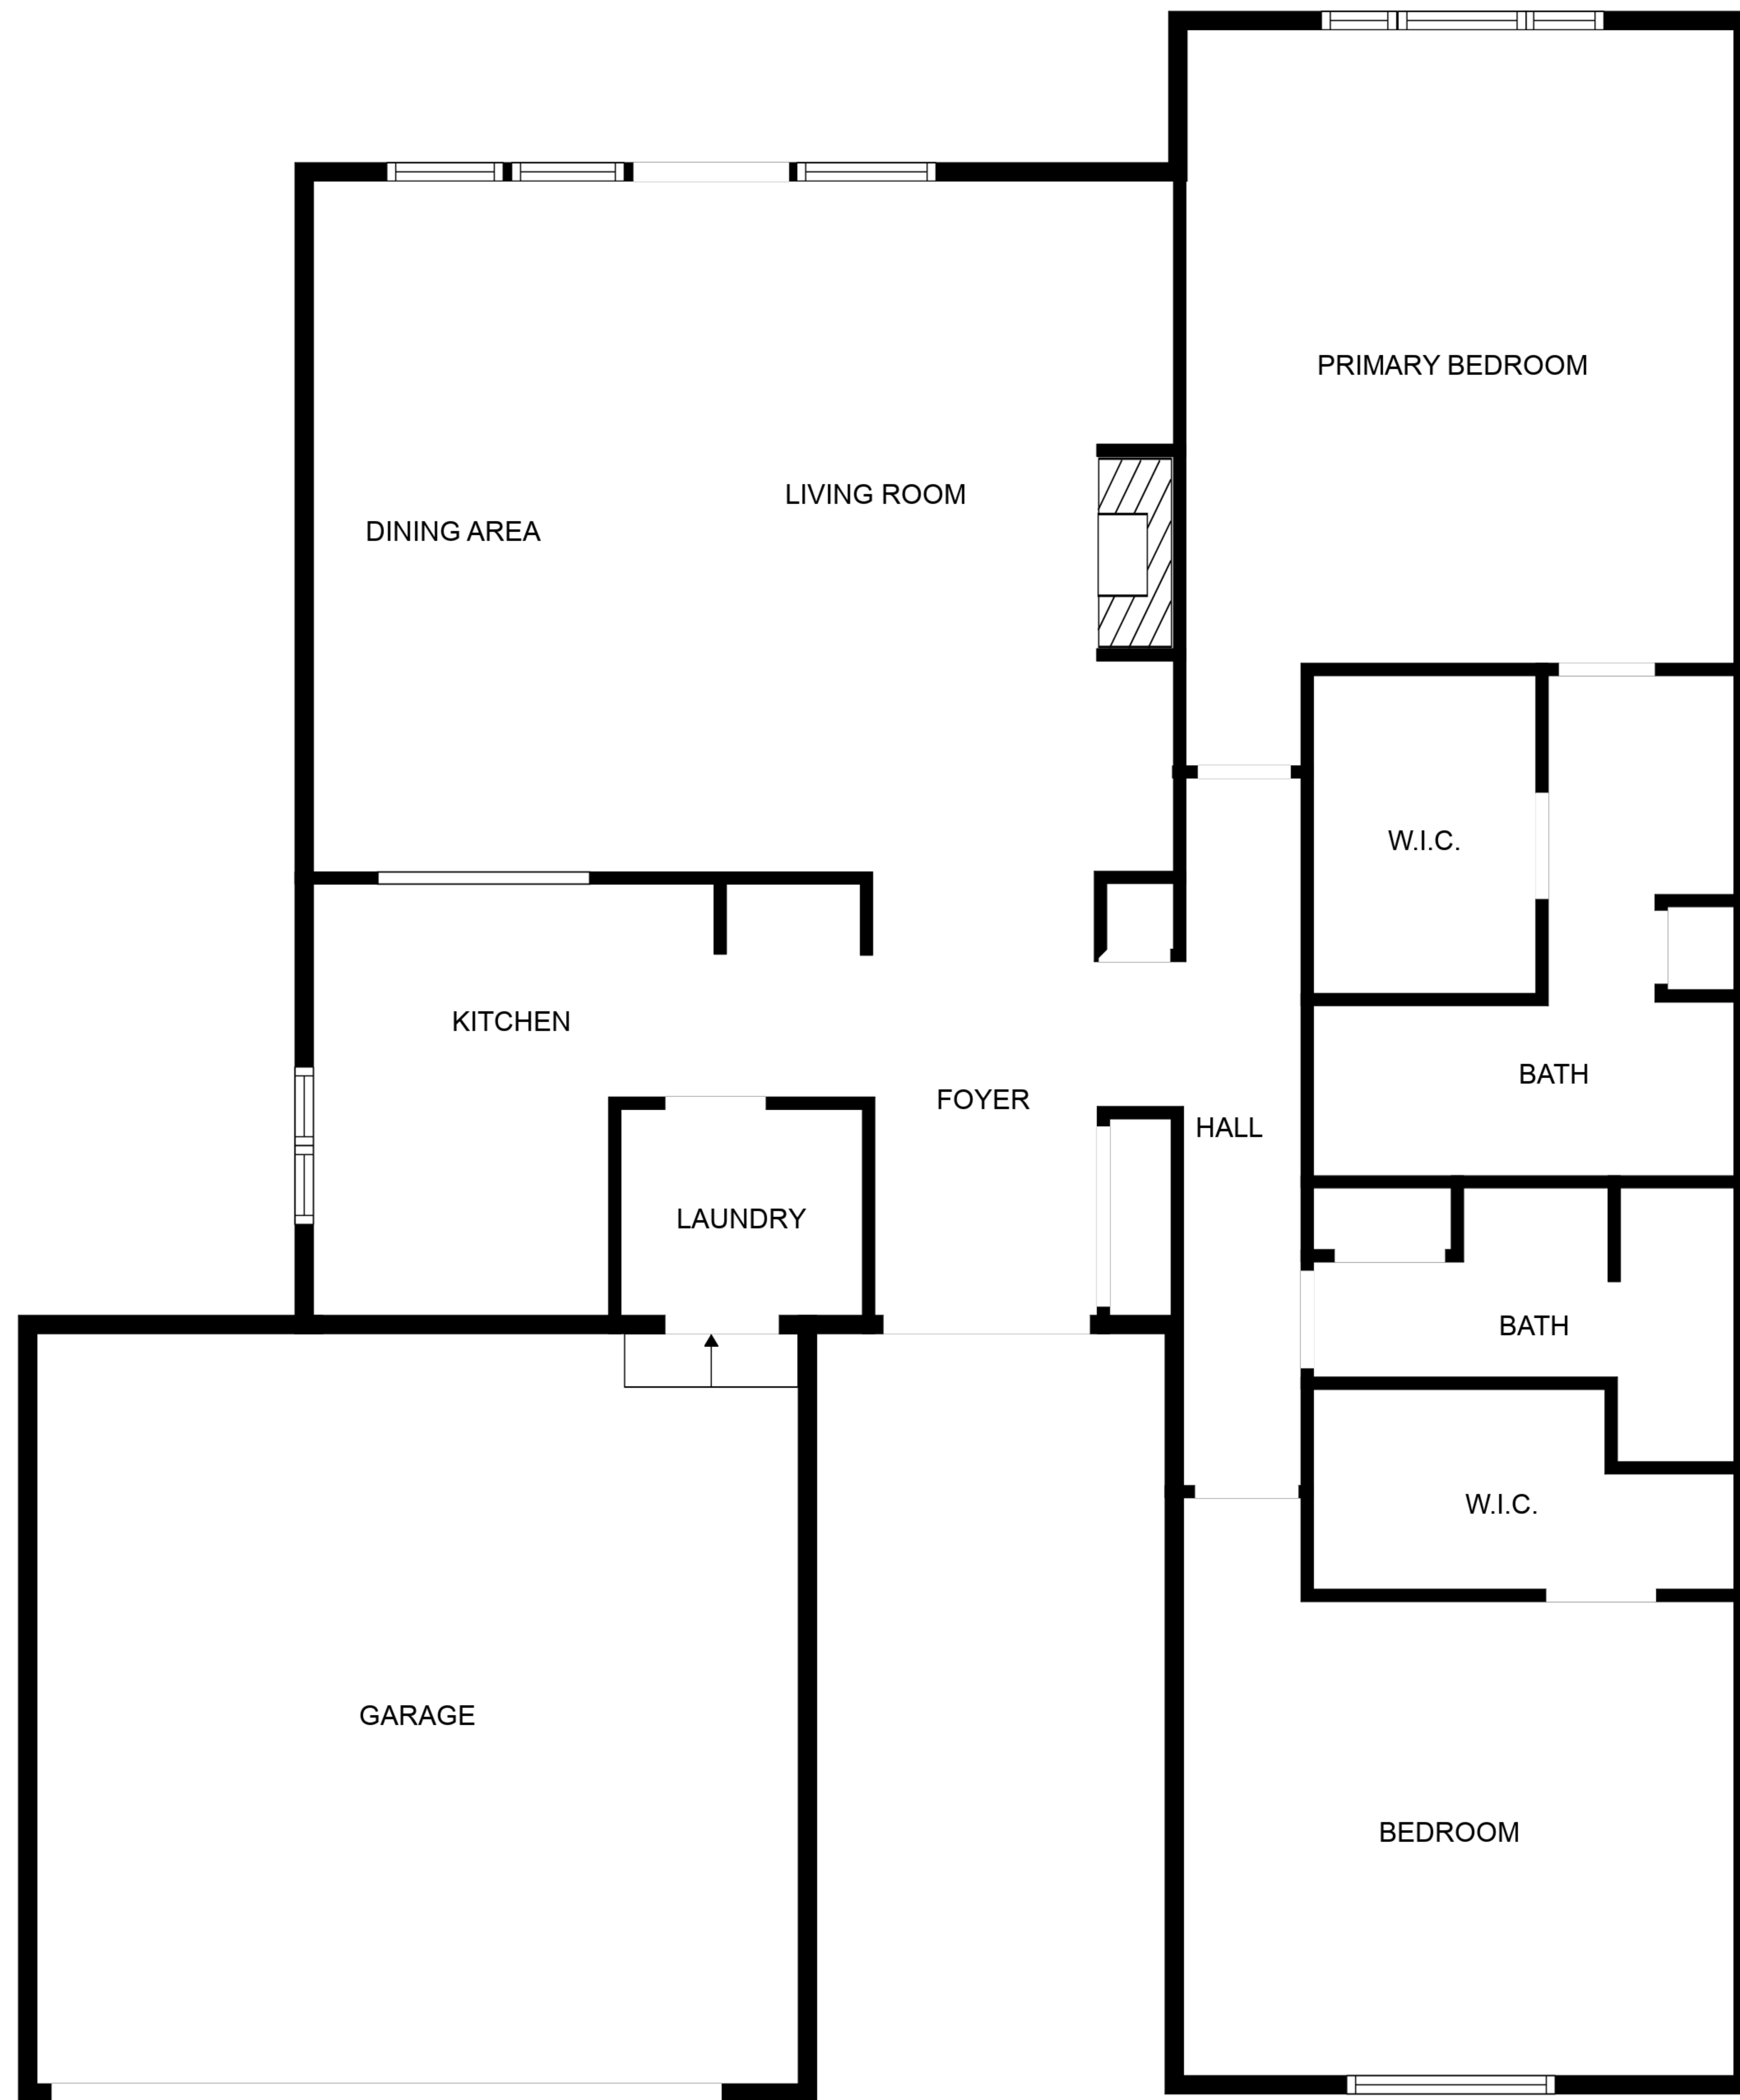 PRIMARY BEDROOM
LIVING ROOM
DINING AREA
W.I.C.
KITCHEN
BATH
FOYER
HALL
LAUNDRY
BATH
W.I.C.
GARAGE
BEDROOM